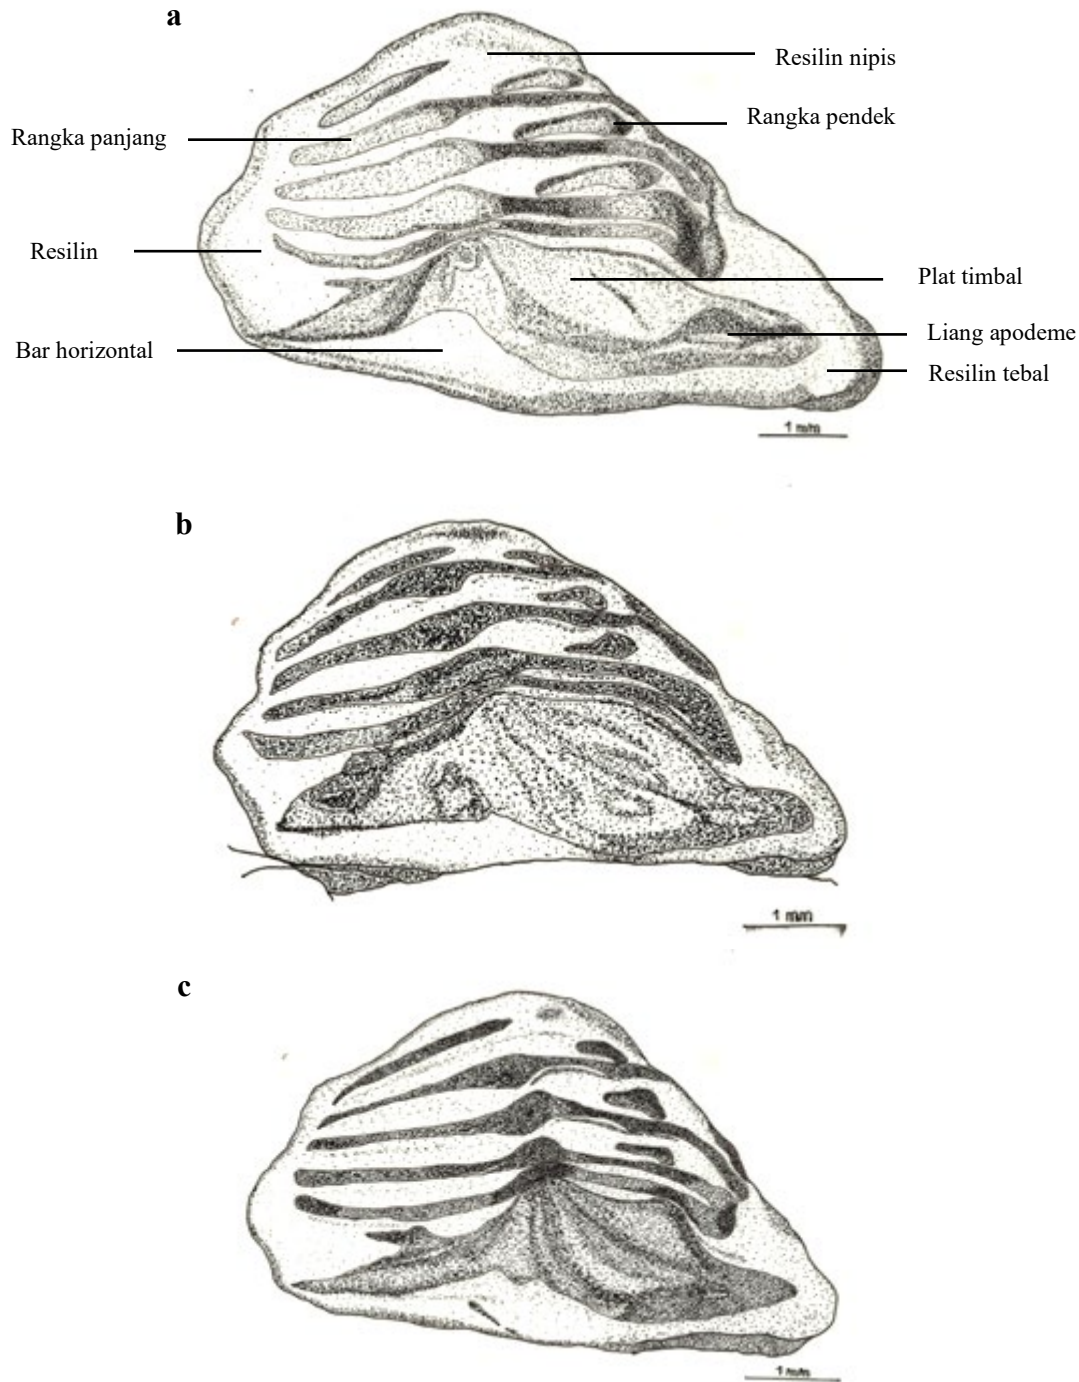 a
Resilin nipis
Rangka pendek
Rangka panjang
Resilin
Plat timbal
Liang apodeme
Bar horizontal
Resilin tebal
1 mm
b
1 mm
c
1 mm